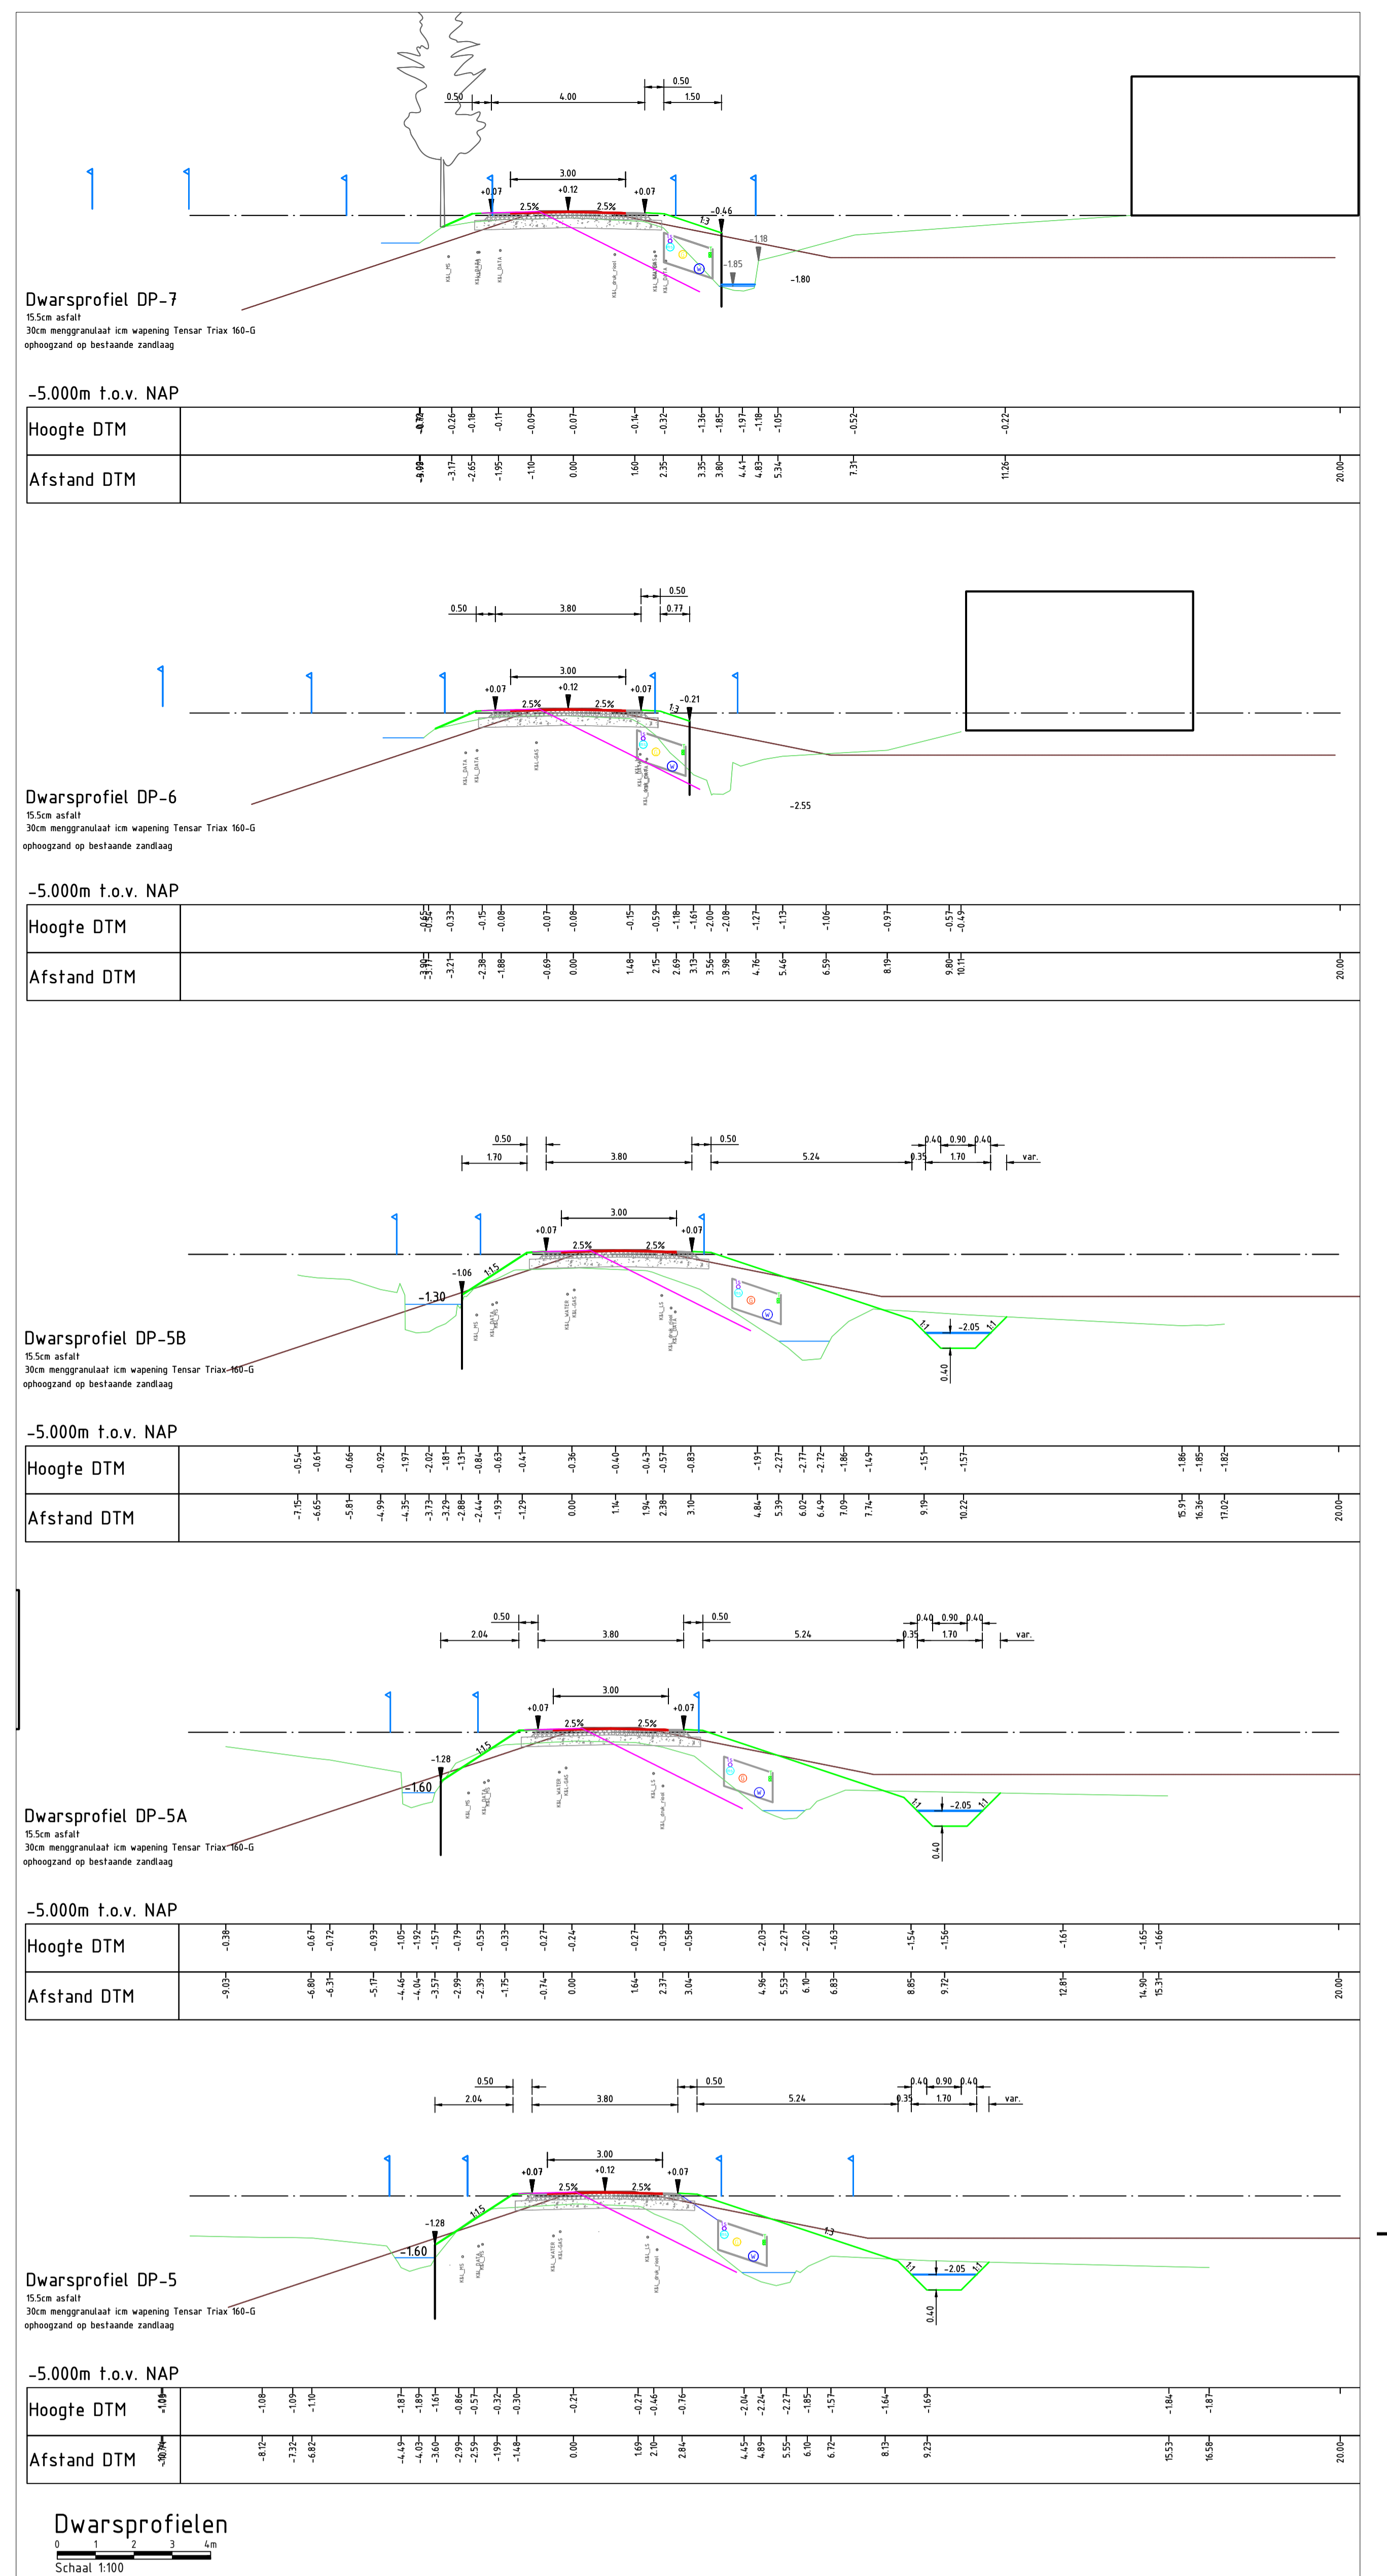 0.50
0.50 4.00 1.50
3.00
+0.07 +0.12 +0.07
2.5% 2.5% 1:3 -0.46
-1.18
-1.85
-1.80
K&L_MS K&L_DATA K&L_druk_riool K&L_DATA
W
Dwarsprofiel DP-7
15.5cm asfalt
30cm menggranulaat icm wapening Tensar Triax 160-G
ophoogzand op bestaande zandlaag
-5.000m t.o.v. NAP
Hoogte DTM -0.26 -0.18 -0.11 -0.09 -0.07 -0.14 -0.32 -1.36 -1.85 -1.97 -1.18 -1.05 -0.52 -0.22
Afstand DTM -3.17 -2.65 -1.95 -1.10 0.00 1.60 2.35 3.35 3.80 4.41 4.83 5.34 7.31 11.26 20.00
0.50
0.50 3.80 0.77
3.00
+0.07 +0.12 +0.07 -0.21
2.5% 2.5% 1:3
K&L_DATA K&L_DATA K&L-GAS
W
-2.55
Dwarsprofiel DP-6
15.5cm asfalt
30cm menggranulaat icm wapening Tensar Triax 160-G
ophoogzand op bestaande zandlaag
-5.000m t.o.v. NAP
Hoogte DTM -0.65 -0.54 -0.33 -0.15 -0.08 -0.07 -0.08 -0.15 -0.59 -1.18 -1.61 -2.00 -2.08 -1.27 -1.13 -1.06 -0.97 -0.57 -0.49
Afstand DTM -3.90 -3.77 -3.21 -2.38 -1.88 -0.69 0.00 1.48 2.15 2.69 3.13 3.56 3.98 4.76 5.46 6.59 8.19 9.80 10.11 20.00
0.50 0.50 0.40 0.90 0.40
1.70 3.80 5.24 0.35 1.70 var.
3.00
+0.07 +0.07
2.5% 2.5%
-1.06 1:1.5
-1.30
K&L_MS K&L_DATA K&L_MS K&L_WATER K&L-GAS K&L_LS K&L_druk_riool K&L_DATA
G W
1:1 -2.05 1:1
0.40
Dwarsprofiel DP-5B
15.5cm asfalt
30cm menggranulaat icm wapening Tensar Triax 160-G
ophoogzand op bestaande zandlaag
-5.000m t.o.v. NAP
Hoogte DTM -0.54 -0.61 -0.66 -0.92 -1.97 -2.02 -1.81 -1.31 -0.84 -0.63 -0.41 -0.36 -0.40 -0.43 -0.57 -0.83 -1.91 -2.27 -2.77 -2.72 -1.86 -1.49 -1.51 -1.57 -1.86 -1.85 -1.82
Afstand DTM -7.15 -6.65 -5.81 -4.99 -4.35 -3.73 -3.29 -2.88 -2.44 -1.93 -1.29 0.00 1.14 1.94 2.38 3.10 4.84 5.39 6.02 6.49 7.09 7.74 9.19 10.22 15.91 16.36 17.02 20.00
0.50 0.50 0.40 0.90 0.40
2.04 3.80 5.24 0.35 1.70 var.
3.00
+0.07 +0.07
2.5% 2.5%
-1.28 1:1.5
-1.60
K&L_MS K&L_DATA K&L_MS K&L_WATER K&L-GAS K&L_LS K&L_druk_riool
G W
1:1 -2.05 1:1
0.40
Dwarsprofiel DP-5A
15.5cm asfalt
30cm menggranulaat icm wapening Tensar Triax 160-G
ophoogzand op bestaande zandlaag
-5.000m t.o.v. NAP
Hoogte DTM -0.38 -0.67 -0.72 -0.93 -1.05 -1.92 -1.57 -0.79 -0.53 -0.33 -0.27 -0.24 -0.27 -0.39 -0.58 -2.03 -2.27 -2.02 -1.63 -1.54 -1.56 -1.61 -1.65 -1.66
Afstand DTM -9.03 -6.80 -6.31 -5.17 -4.46 -4.04 -3.57 -2.99 -2.39 -1.75 -0.74 0.00 1.64 2.37 3.04 4.96 5.53 6.10 6.83 8.85 9.72 12.81 14.90 15.31 20.00
0.50 0.50 0.40 0.90 0.40
2.04 3.80 5.24 0.35 1.70 var.
3.00
+0.07 +0.12 +0.07
2.5% 2.5%
-1.28 1:1.5 1:3
-1.60
K&L_MS K&L_DATA K&L_MS K&L_WATER K&L-GAS K&L_LS K&L_druk_riool
W
1:1 -2.05 1:1
0.40
Dwarsprofiel DP-5
15.5cm asfalt
30cm menggranulaat icm wapening Tensar Triax 160-G
ophoogzand op bestaande zandlaag
-5.000m t.o.v. NAP
Hoogte DTM -1.08 -1.09 -1.10 -1.87 -1.89 -1.61 -0.86 -0.57 -0.32 -0.30 -0.21 -0.27 -0.46 -0.76 -2.04 -2.24 -2.27 -1.85 -1.57 -1.64 -1.69 -1.84 -1.87
Afstand DTM -8.12 -7.32 -6.82 -4.49 -4.03 -3.60 -2.99 -2.59 -1.99 -1.48 0.00 1.69 2.10 2.84 4.45 4.89 5.55 6.10 6.72 8.13 9.23 15.53 16.58 20.00
Dwarsprofielen
0 1 2 3 4m
Schaal 1:100